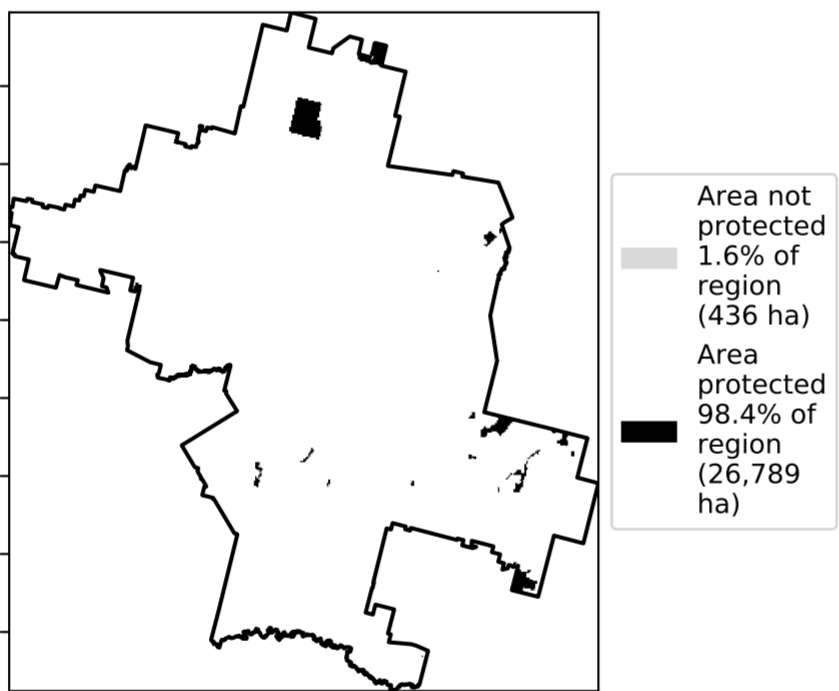 Area not
protected
1.6% of
region
(436 ha)
Area
protected
98.4% of
region
(26,789
ha)